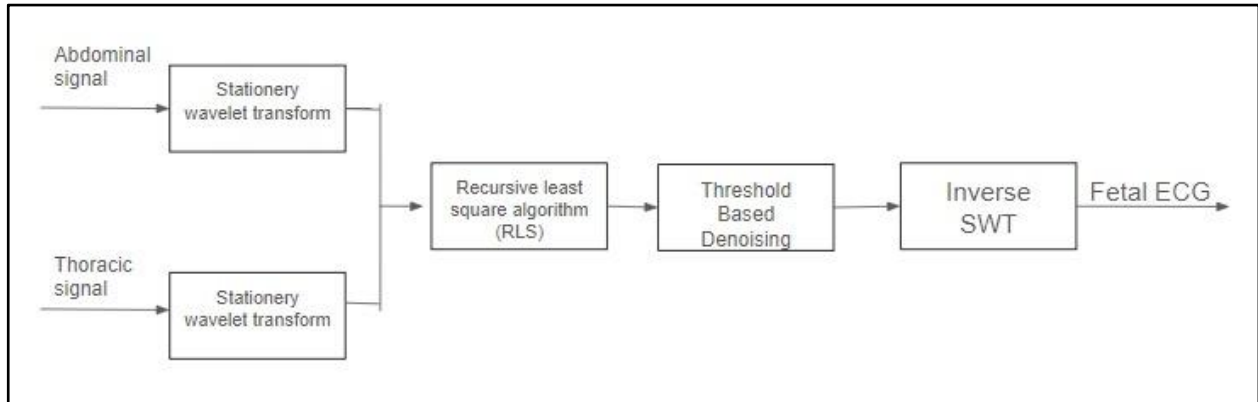 Abdominal
signal
Stationery
wavelet transform
Thoracic
signal
Stationery
wavelet transform
Recursive least
square algorithm
(RLS)
Threshold
Based
Denoising
Inverse
SWT
Fetal ECG